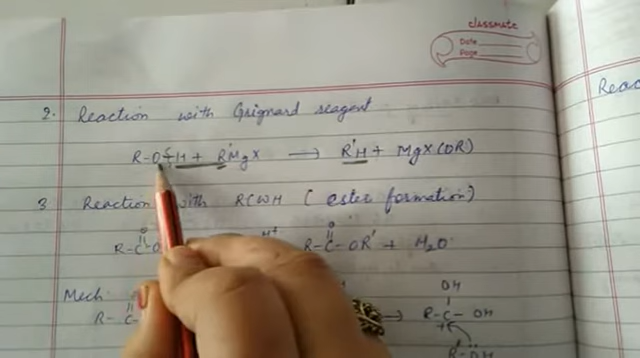 classmate
Date
Page
2. Reaction with Grignard reagent
R-O-H + R'MgX → R'H + MgX(OR)
Reac
3 Reaction with RCOOH (ester formation)
O H+ O
R-C R-C-OR' + H2O
Mech OH
R-C → R-C-OH
+
R'-ÖH